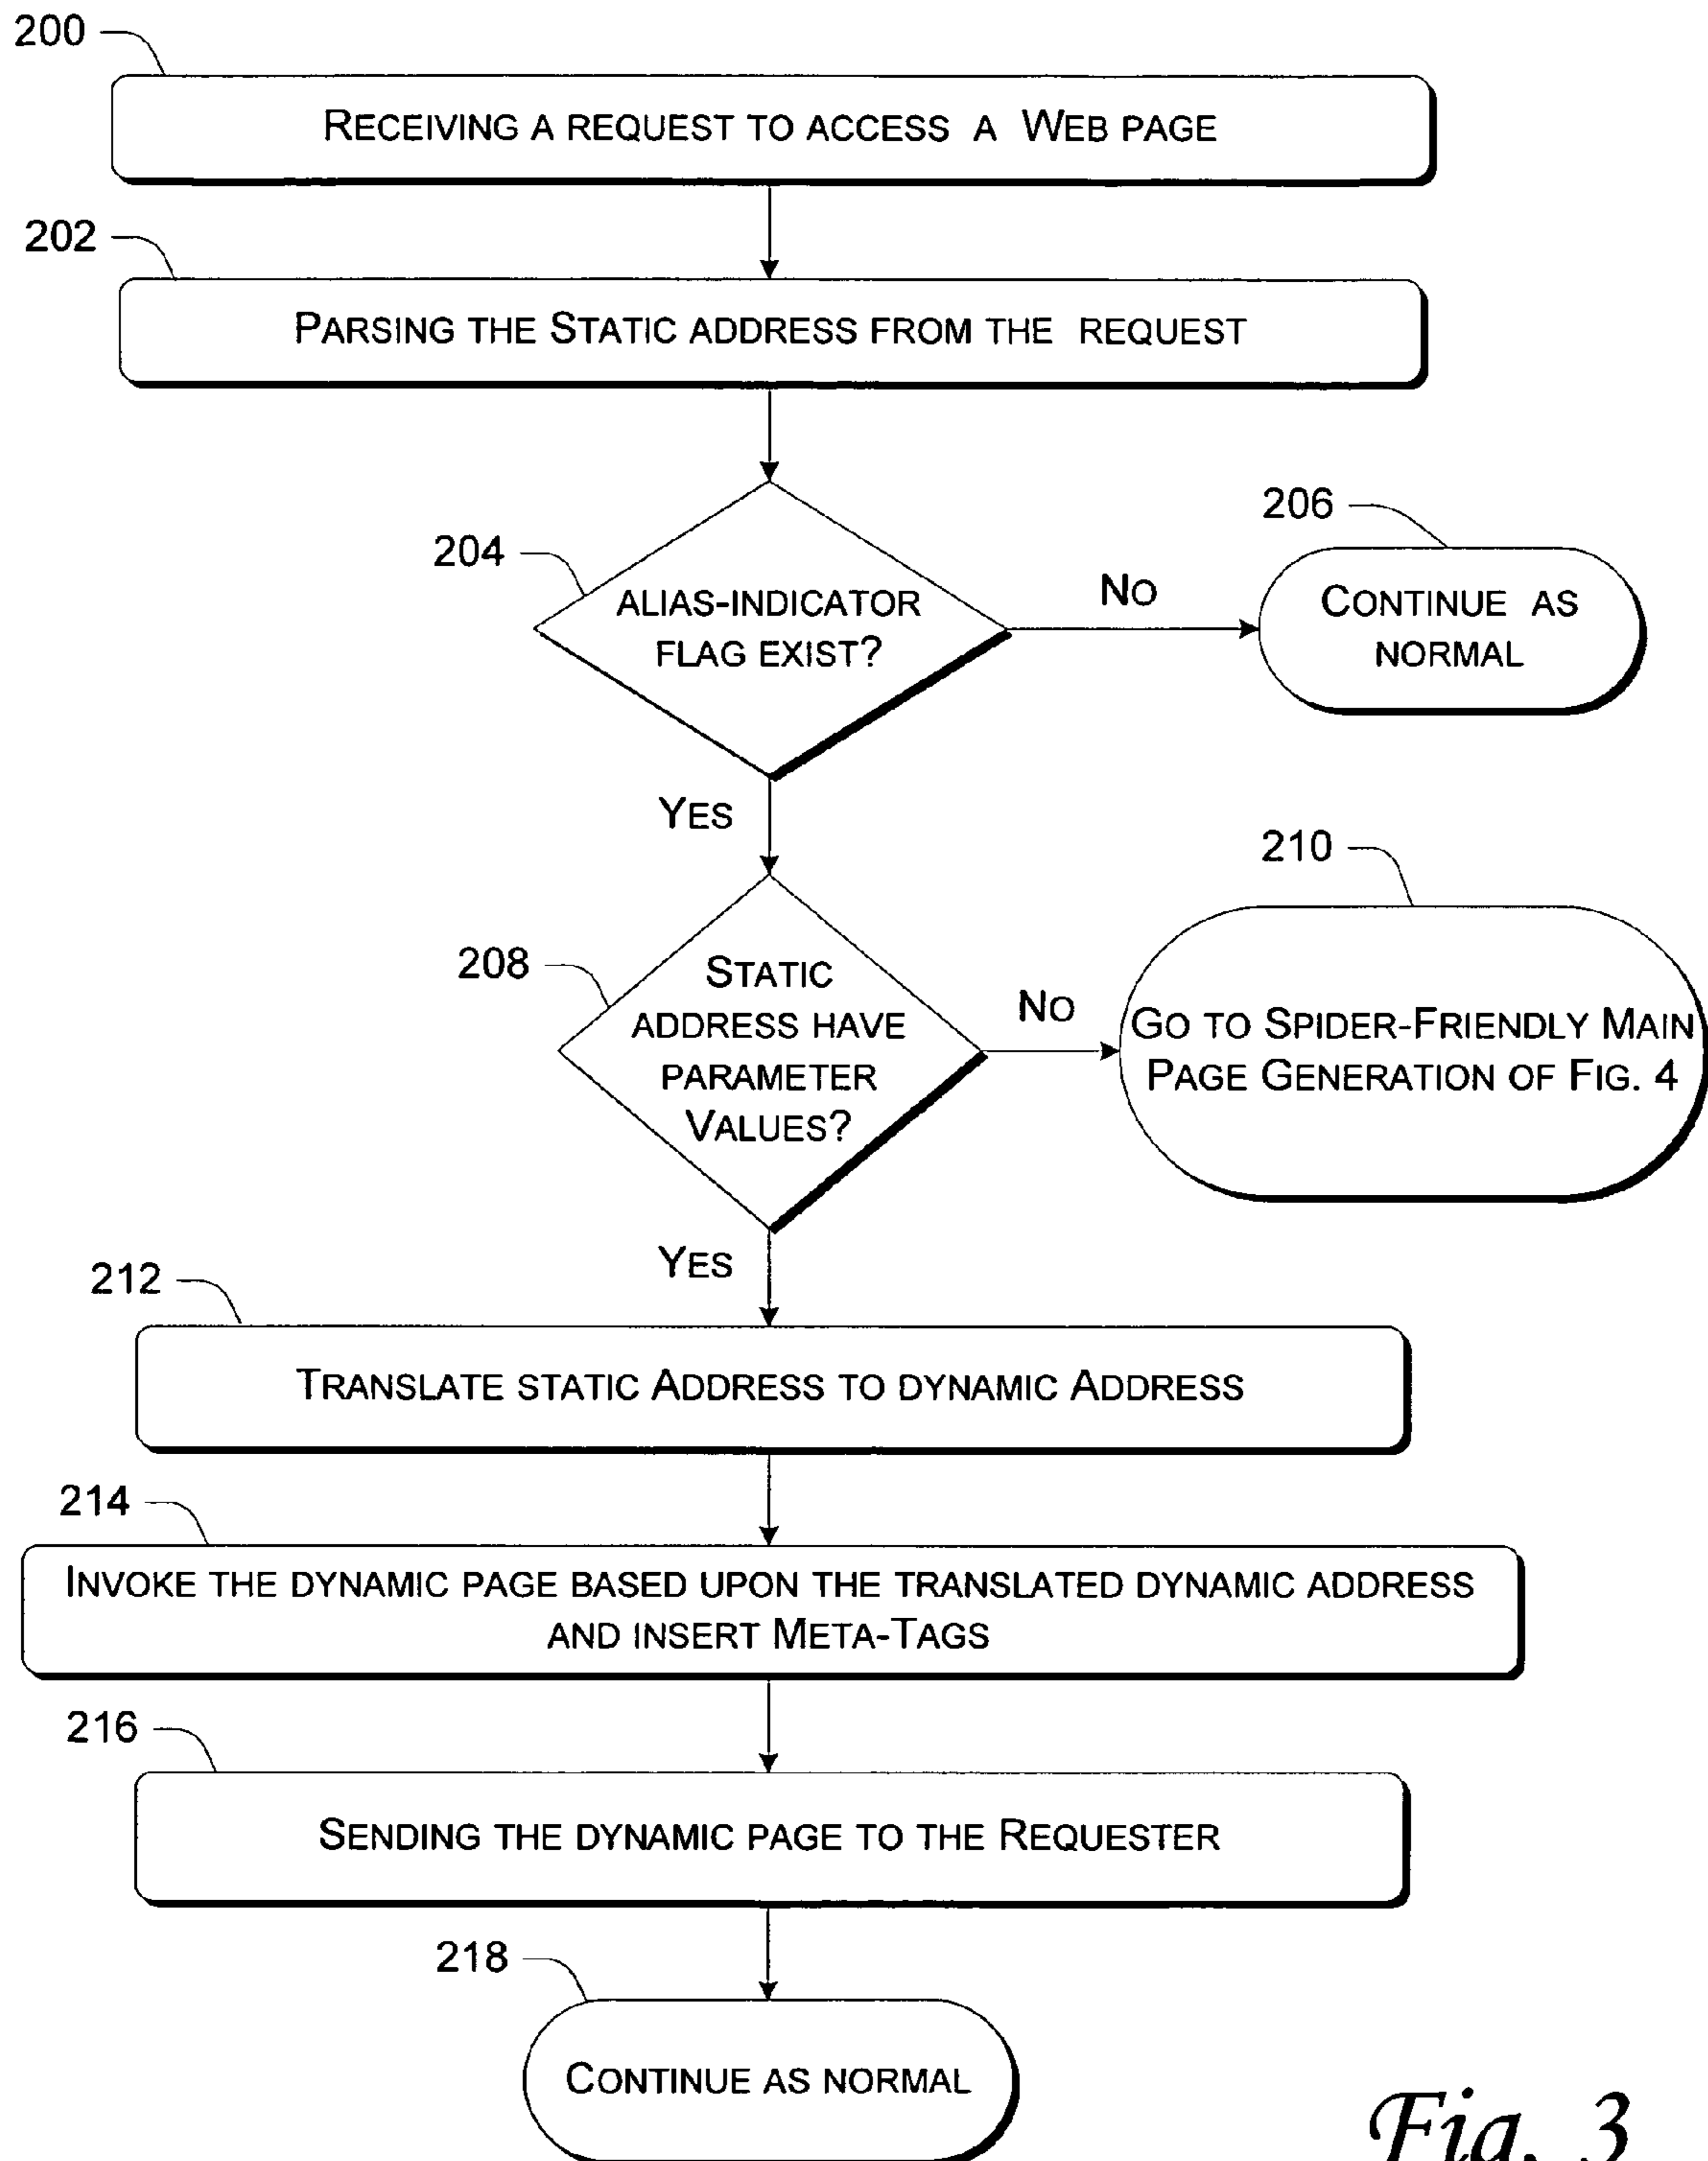 200
RECEIVING A REQUEST TO ACCESS A WEB PAGE
202
PARSING THE STATIC ADDRESS FROM THE REQUEST
204
ALIAS-INDICATOR
FLAG EXIST?
NO
206
CONTINUE AS
NORMAL
YES
208
STATIC
ADDRESS HAVE
PARAMETER
VALUES?
NO
210
GO TO SPIDER-FRIENDLY MAIN
PAGE GENERATION OF FIG. 4
YES
212
TRANSLATE STATIC ADDRESS TO DYNAMIC ADDRESS
214
INVOKE THE DYNAMIC PAGE BASED UPON THE TRANSLATED DYNAMIC ADDRESS
AND INSERT META-TAGS
216
SENDING THE DYNAMIC PAGE TO THE REQUESTER
218
CONTINUE AS NORMAL
Fig. 3